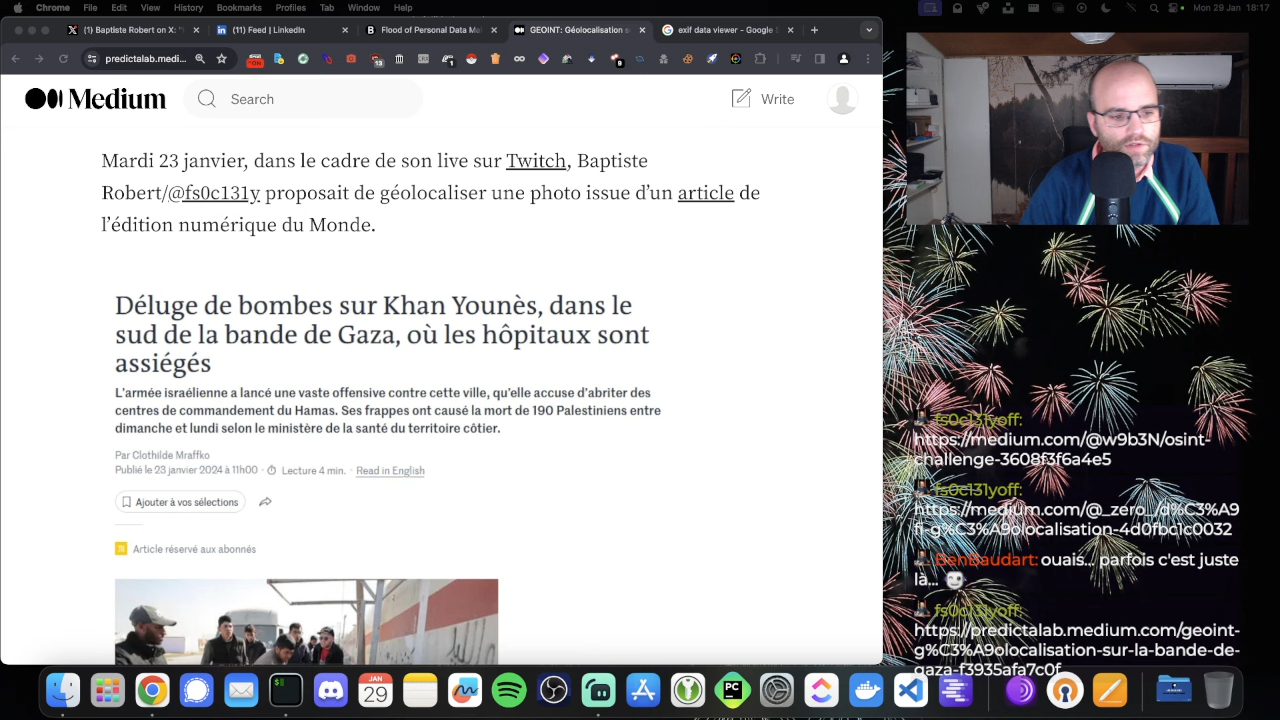 Chrome File Edit View History Bookmarks Profiles Tab Window Help
Mon 29 Jan 18:17
(1) Baptiste Robert on X: "
(11) Feed | LinkedIn
Flood of Personal Data Ma
GEOINT: Géolocalisation s
exif data viewer - Google S
predictalab.medi...
Medium
Search
Write
Mardi 23 janvier, dans le cadre de son live sur Twitch, Baptiste
Robert/@fs0c131y proposait de géolocaliser une photo issue d'un article de
l'édition numérique du Monde.
Déluge de bombes sur Khan Younès, dans le
sud de la bande de Gaza, où les hôpitaux sont
assiégés
L'armée israélienne a lancé une vaste offensive contre cette ville, qu'elle accuse d'abriter des
centres de commandement du Hamas. Ses frappes ont causé la mort de 190 Palestiniens entre
dimanche et lundi selon le ministère de la santé du territoire côtier.
Par Clothilde Mraffko
Publié le 23 janvier 2024 à 11h00 · Lecture 4 min. · Read in English
Ajouter à vos sélections
Article réservé aux abonnés
fs0c131yoff:
https://medium.com/@w9b3N/osint-
challenge-3608f3f6a4e5
fs0c131yoff:
https://medium.com/@_zero_/d%C3%A9
fi-g%C3%A9olocalisation-4d0fbc1c0032
BenBaudart: ouais... parfois c'est juste
là...
fs0c131yoff:
https://predictalab.medium.com/geoint-
g%C3%A9olocalisation-sur-la-bande-de-
gaza-f3935afa7c0f
JAN
29
PC